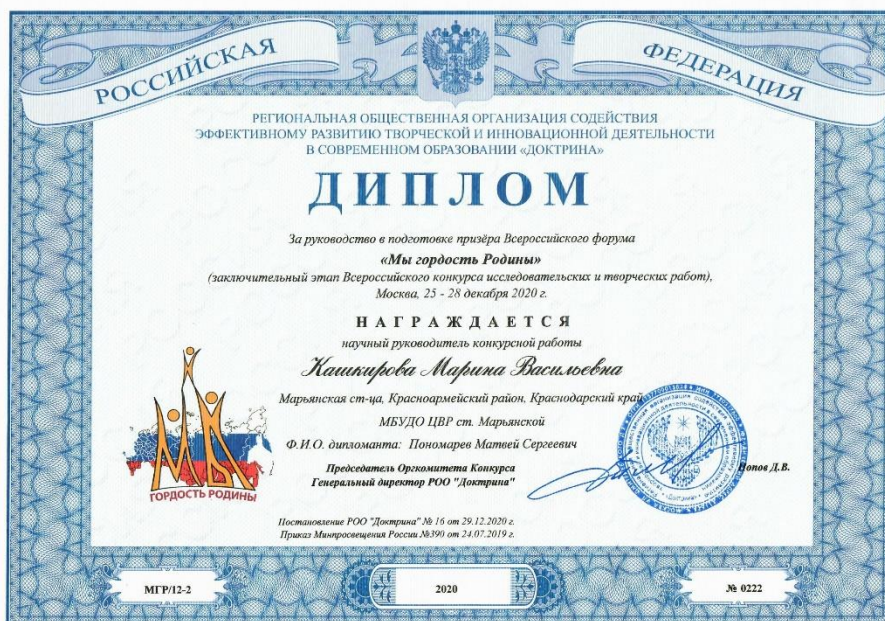 РОССИЙСКАЯ ФЕДЕРАЦИЯ
РЕГИОНАЛЬНАЯ ОБЩЕСТВЕННАЯ ОРГАНИЗАЦИЯ СОДЕЙСТВИЯ
ЭФФЕКТИВНОМУ РАЗВИТИЮ ТВОРЧЕСКОЙ И ИННОВАЦИОННОЙ ДЕЯТЕЛЬНОСТИ
В СОВРЕМЕННОМ ОБРАЗОВАНИИ «ДОКТРИНА»
ДИПЛОМ
За руководство в подготовке призёра Всероссийского форума
«Мы гордость Родины»
(заключительный этап Всероссийского конкурса исследовательских и творческих работ),
Москва, 25 - 28 декабря 2020 г.
НАГРАЖДАЕТСЯ
научный руководитель конкурсной работы
Кашкирова Марина Васильевна
Марьянская ст-ца, Красноармейский район, Краснодарский край
МБУДО ЦВР ст. Марьянской
Ф.И.О. дипломанта: Пономарев Матвей Сергеевич
Председатель Оргкомитета Конкурса
Генеральный директор РОО "Доктрина"
Попов Д.В.
МЫ
ГОРДОСТЬ РОДИНЫ
Постановление РОО "Доктрина" № 16 от 29.12.2020 г.
Приказ Минпросвещения России №390 от 24.07.2019 г.
МГР/12-2
2020
№ 0222